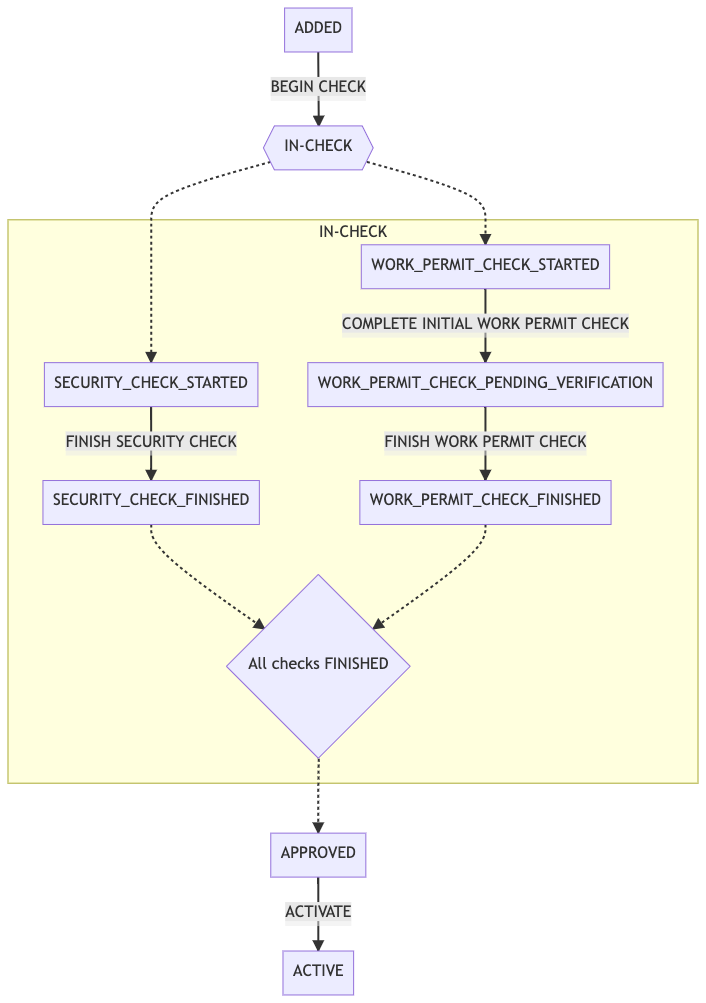 ADDED
BEGIN CHECK
IN-CHECK
IN-CHECK
WORK_PERMIT_CHECK_STARTED
COMPLETE INITIAL WORK PERMIT CHECK
SECURITY_CHECK_STARTED
WORK_PERMIT_CHECK_PENDING_VERIFICATION
FINISH SECURITY CHECK
FINISH WORK PERMIT CHECK
SECURITY_CHECK_FINISHED
WORK_PERMIT_CHECK_FINISHED
All checks FINISHED
APPROVED
ACTIVATE
ACTIVE